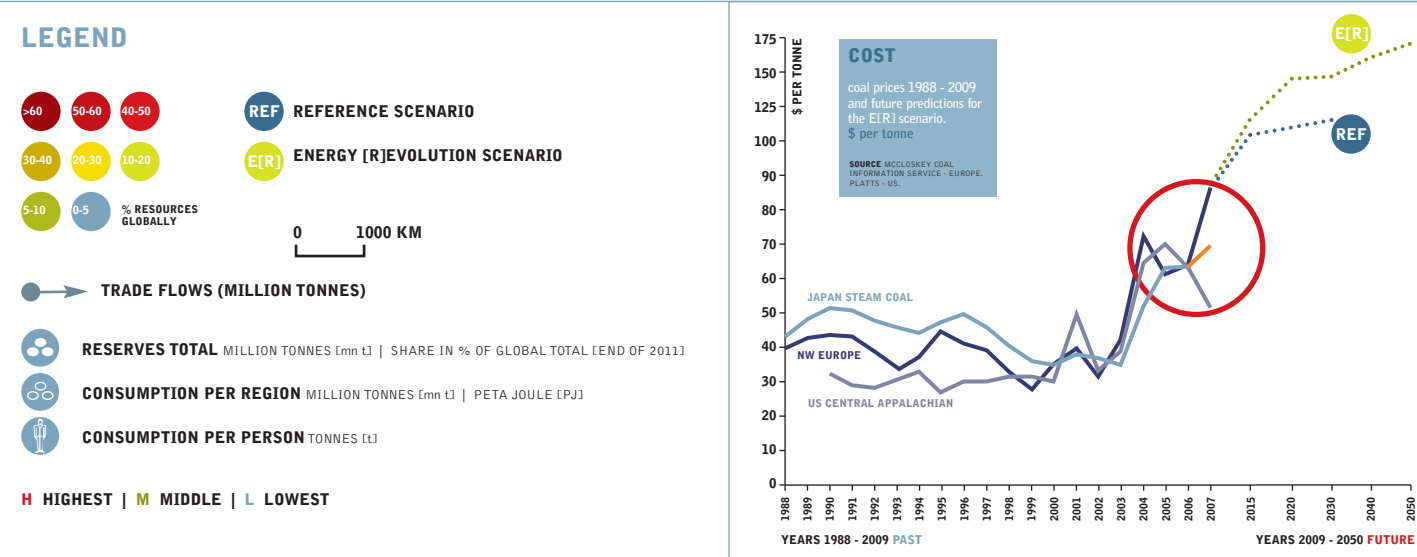 LEGEND
>60 50-60 40-50
30-40 20-30 10-20
5-10 0-5 % RESOURCES
GLOBALLY
REF REFERENCE SCENARIO
E[R] ENERGY [R]EVOLUTION SCENARIO
0 1000 KM
TRADE FLOWS (MILLION TONNES)
RESERVES TOTAL MILLION TONNES [mn t] | SHARE IN % OF GLOBAL TOTAL [END OF 2011]
CONSUMPTION PER REGION MILLION TONNES [mn t] | PETA JOULE [PJ]
CONSUMPTION PER PERSON TONNES [t]
H HIGHEST | M MIDDLE | L LOWEST
$ PER TONNE
175
150
125
100
90
80
70
60
50
40
30
20
10
0
COST
coal prices 1988 - 2009
and future predictions for
the E[R] scenario.
$ per tonne
SOURCE MCCLOSKEY COAL
INFORMATION SERVICE - EUROPE.
PLATTS - US.
E[R]
REF
JAPAN STEAM COAL
NW EUROPE
US CENTRAL APPALACHIAN
1988 1989 1990 1991 1992 1993 1994 1995 1996 1997 1998 1999 2000 2001 2002 2003 2004 2005 2006 2007 2015 2020 2030 2040 2050
YEARS 1988 - 2009 PAST
YEARS 2009 - 2050 FUTURE